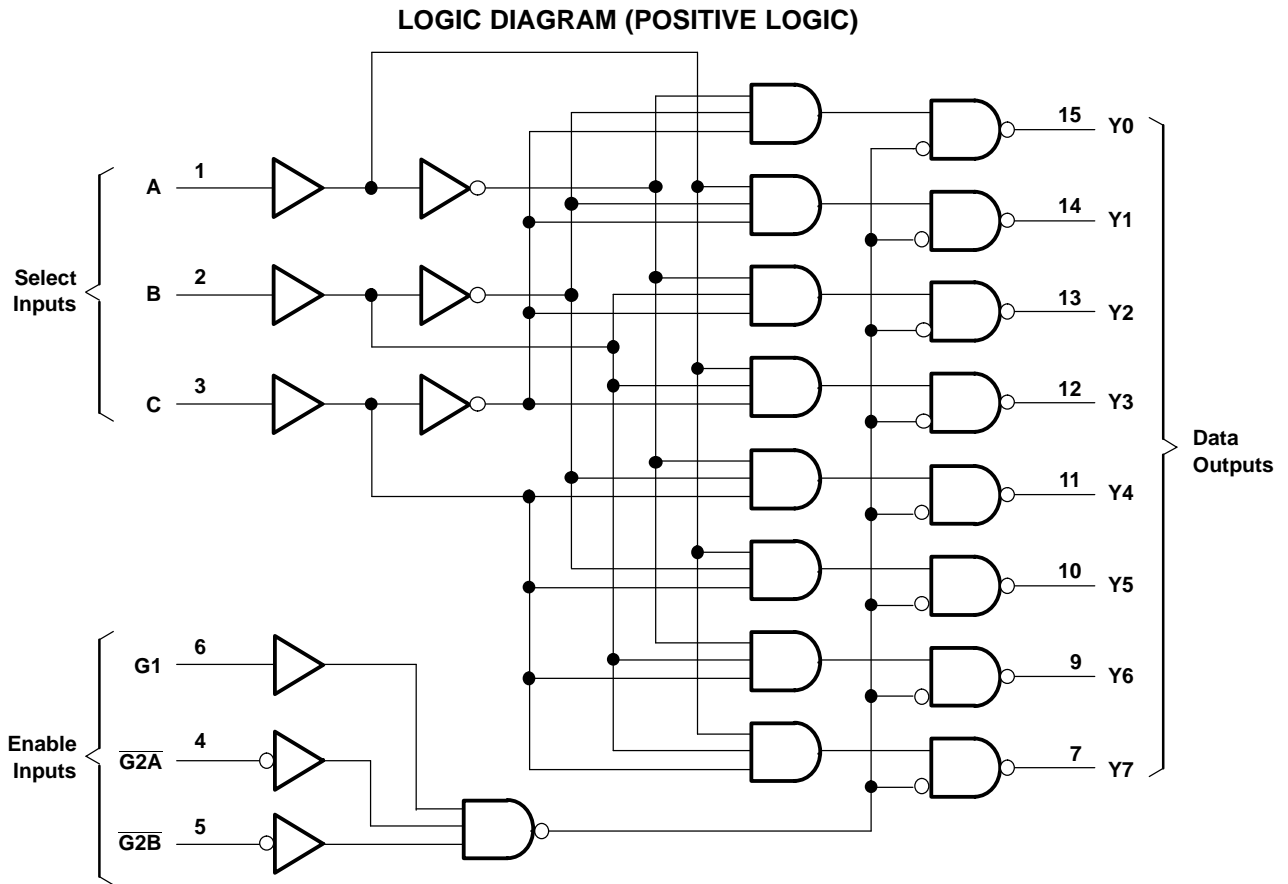 LOGIC DIAGRAM (POSITIVE LOGIC)
A 1
B 2
C 3
Select
Inputs
G1 6
G2A 4
G2B 5
Enable
Inputs
15 Y0
14 Y1
13 Y2
12 Y3
11 Y4
10 Y5
9 Y6
7 Y7
Data
Outputs